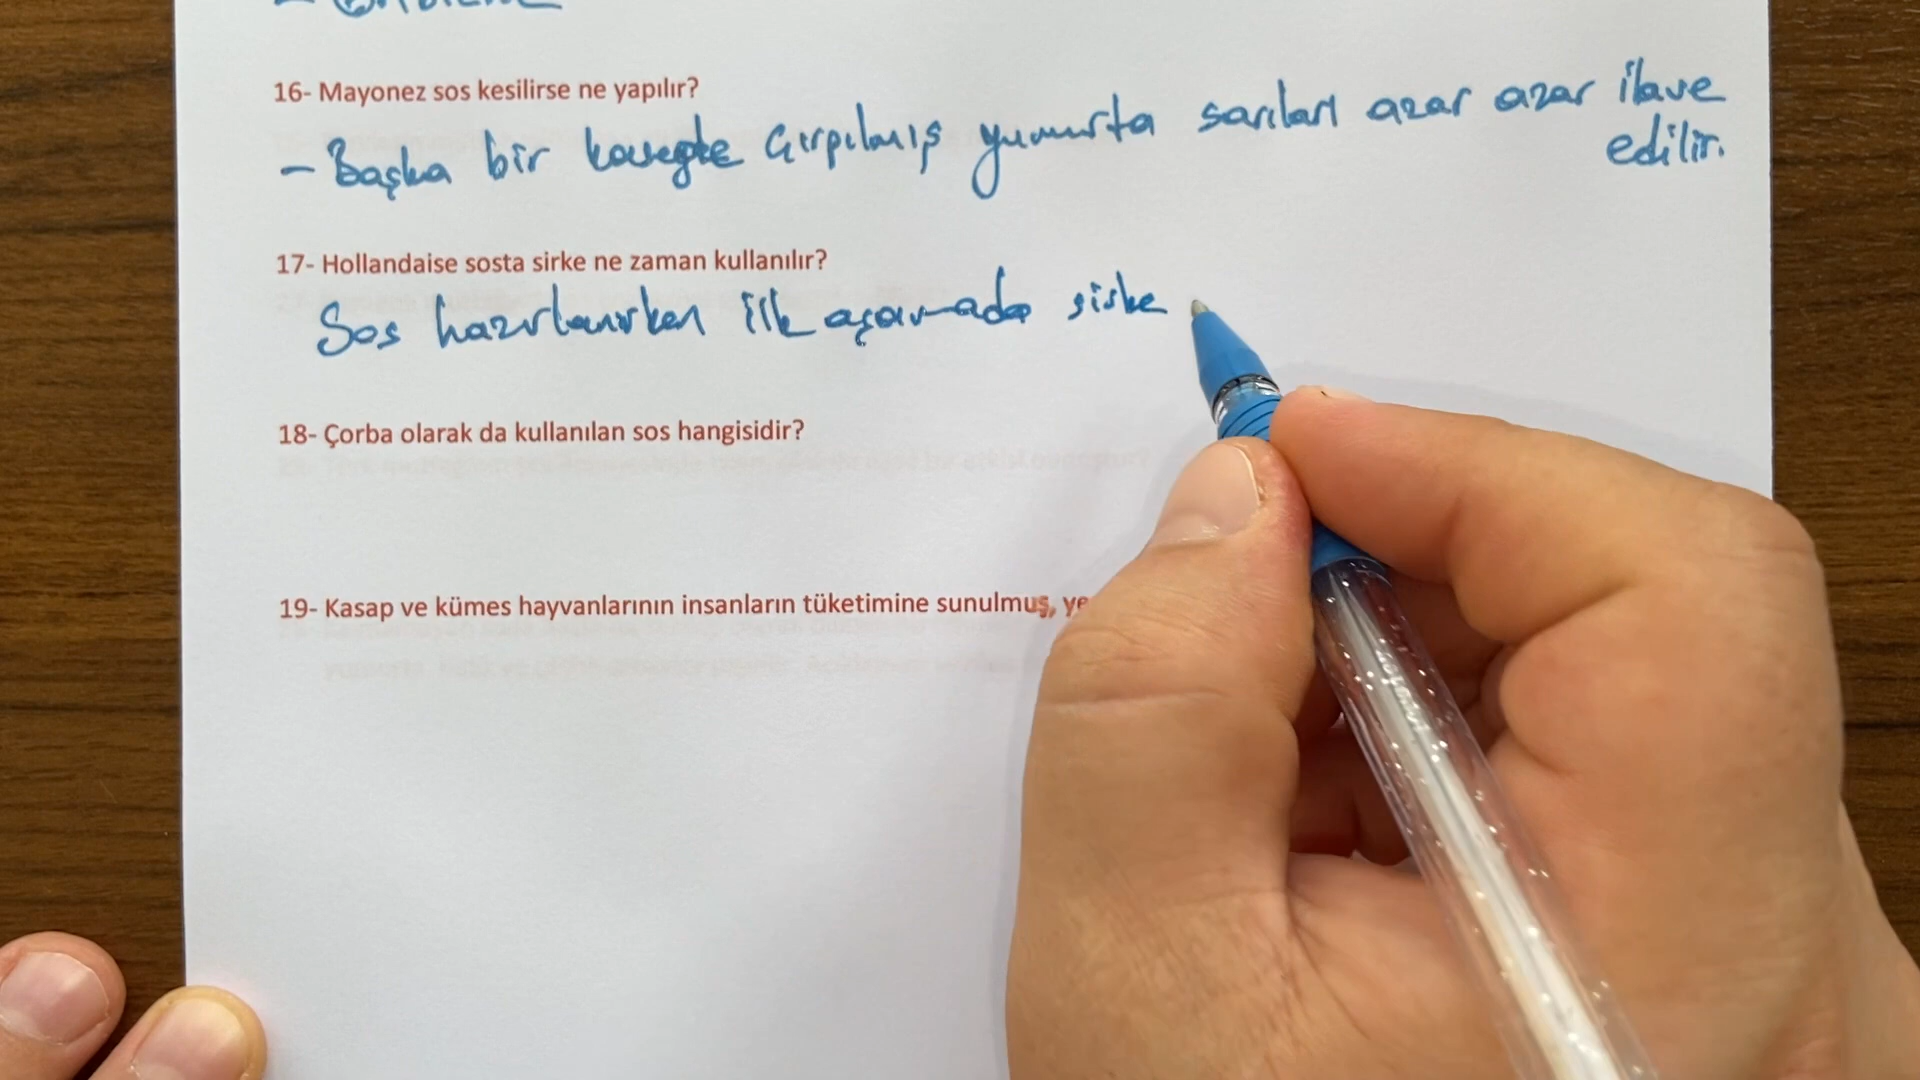 16- Mayonez sos kesilirse ne yapılır?
- Başka bir kasede çırpılmış yumurta sarıları azar azar ilave
edilir.
17- Hollandaise sosta sirke ne zaman kullanılır?
Sos hazırlanırken ilk aşamada sirke
18- Çorba olarak da kullanılan sos hangisidir?
19- Kasap ve kümes hayvanlarının insanların tüketimine sunulmuş, ye